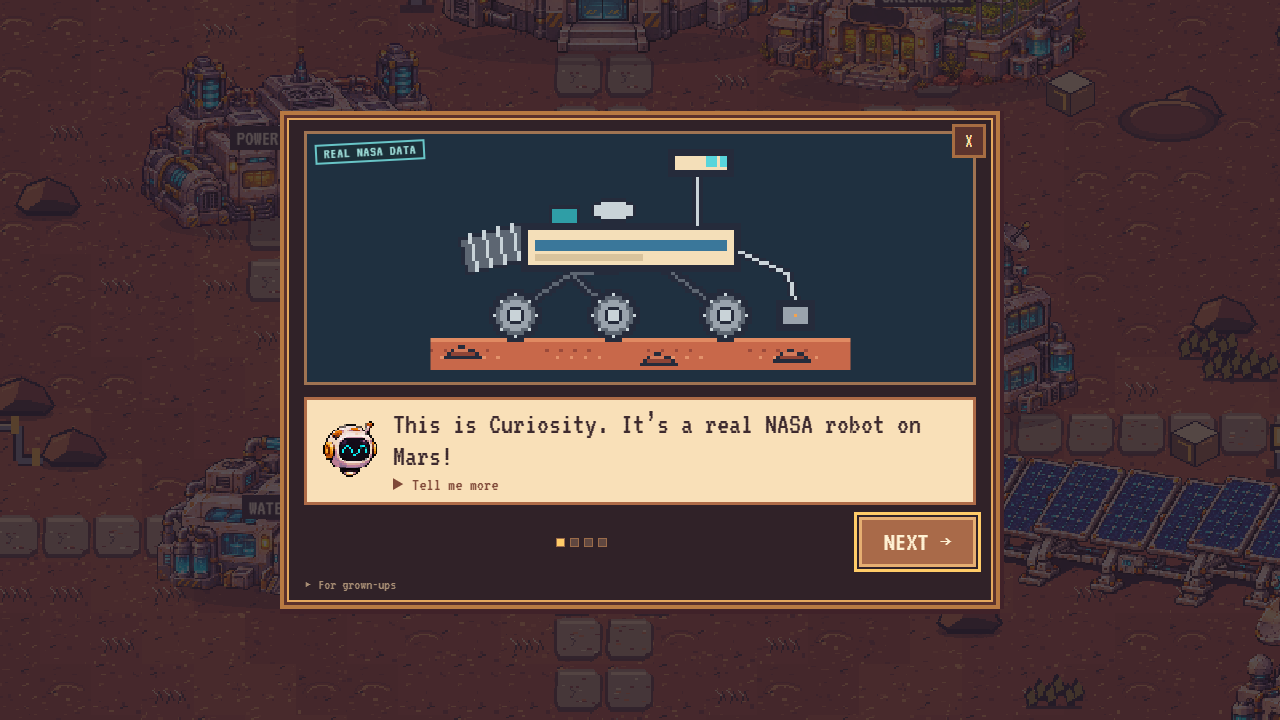 GREENHOUSE
POWER
REAL NASA DATA
X
This is Curiosity. It's a real NASA robot on
Mars!
▶ Tell me more
WATE
NEXT →
▸ For grown-ups